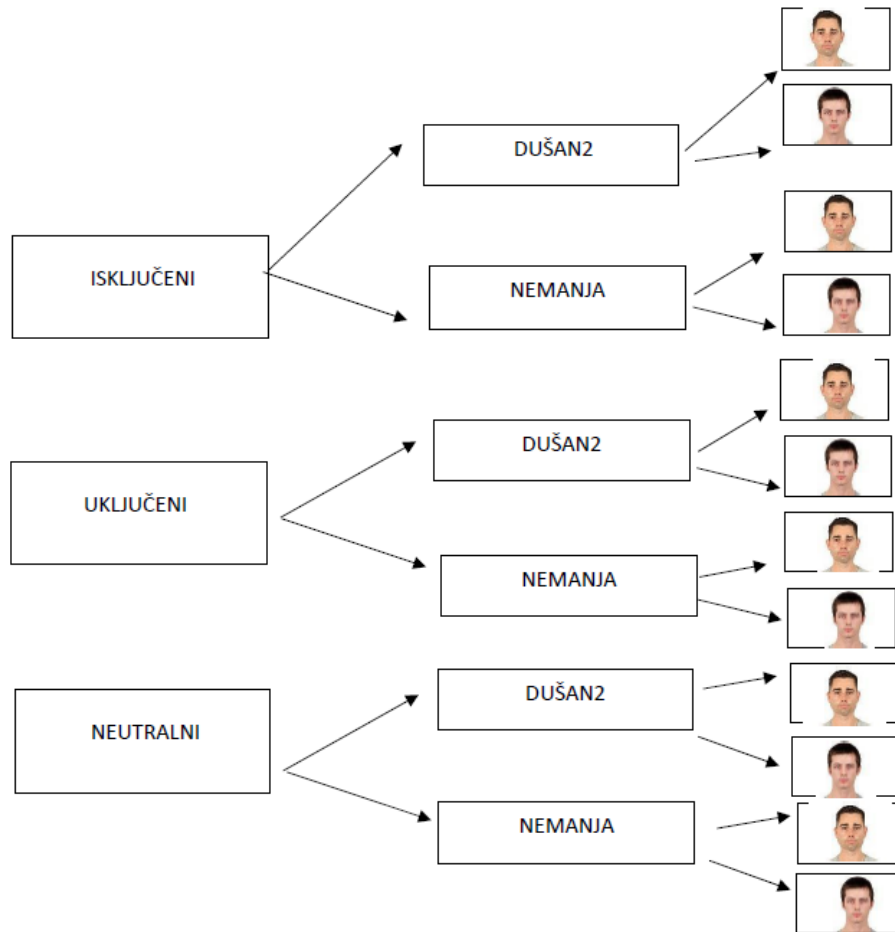 DUŠAN2
ISKLJUČENI
NEMANJA
DUŠAN2
UKLJUČENI
NEMANJA
DUŠAN2
NEUTRALNI
NEMANJA